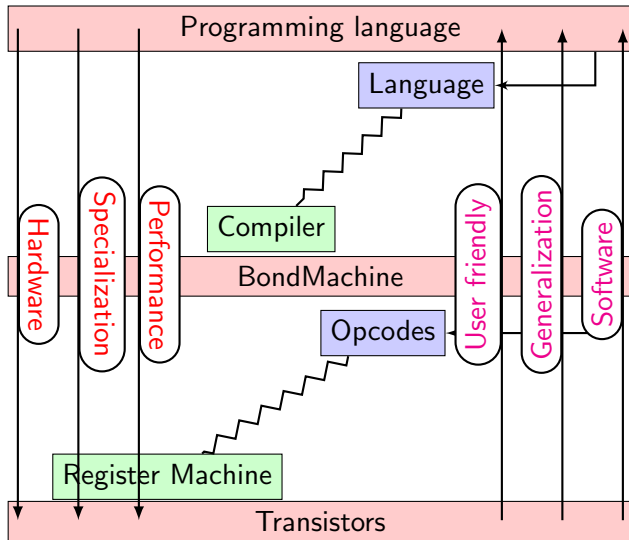 Programming language
Language
Compiler
Hardware
Specialization
Performance
User friendly
Generalization
Software
BondMachine
Opcodes
Register Machine
Transistors